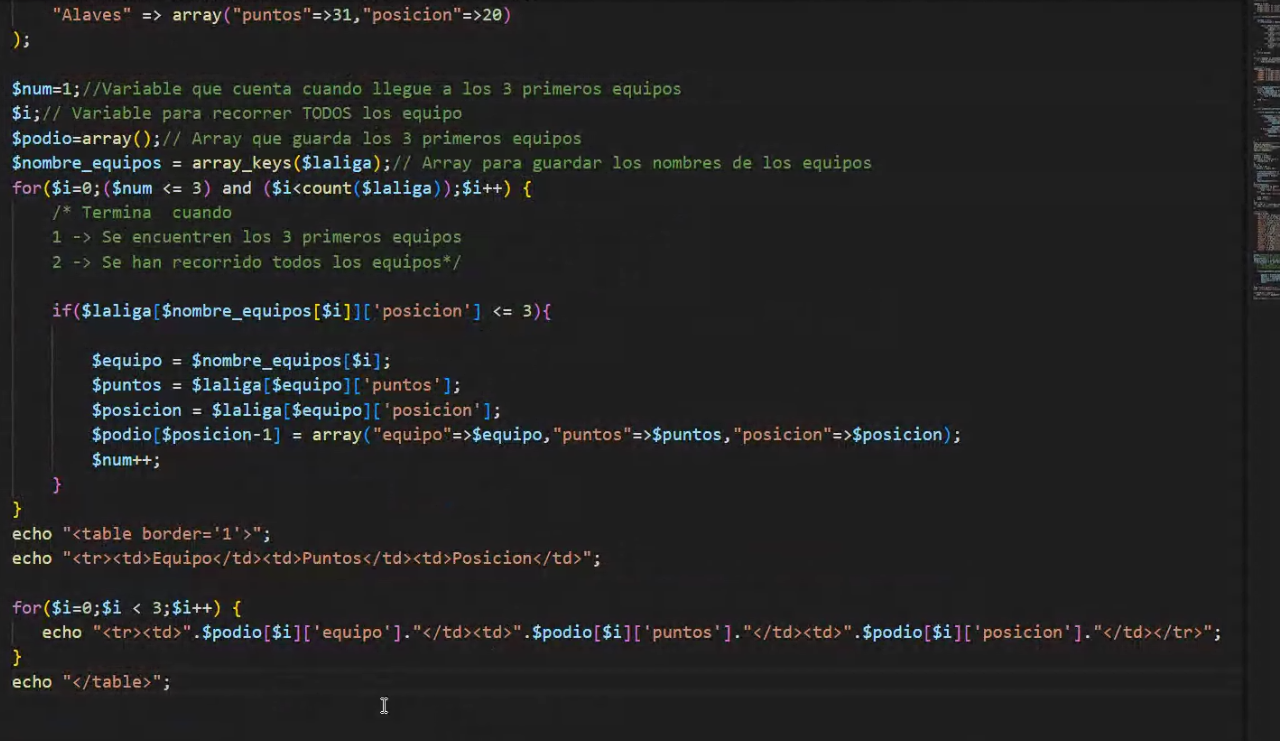 "Alaves" => array("puntos"=>31,"posicion"=>20)
);
$num=1;//Variable que cuenta cuando llegue a los 3 primeros equipos
$i;// Variable para recorrer TODOS los equipo
$podio=array();// Array que guarda los 3 primeros equipos
$nombre_equipos = array_keys($laliga);// Array para guardar los nombres de los equipos
for($i=0;($num <= 3) and ($i<count($laliga));$i++) {
/* Termina  cuando
1 -> Se encuentren los 3 primeros equipos
2 -> Se han recorrido todos los equipos*/
if($laliga[$nombre_equipos[$i]]['posicion'] <= 3){
$equipo = $nombre_equipos[$i];
$puntos = $laliga[$equipo]['puntos'];
$posicion = $laliga[$equipo]['posicion'];
$podio[$posicion-1] = array("equipo"=>$equipo,"puntos"=>$puntos,"posicion"=>$posicion);
$num++;
}
}
echo "<table border='1'>";
echo "<tr><td>Equipo</td><td>Puntos</td><td>Posicion</td>";
for($i=0;$i < 3;$i++) {
echo "<tr><td>".$podio[$i]['equipo']."</td><td>".$podio[$i]['puntos']."</td><td>".$podio[$i]['posicion']."</td></tr>";
}
echo "</table>";